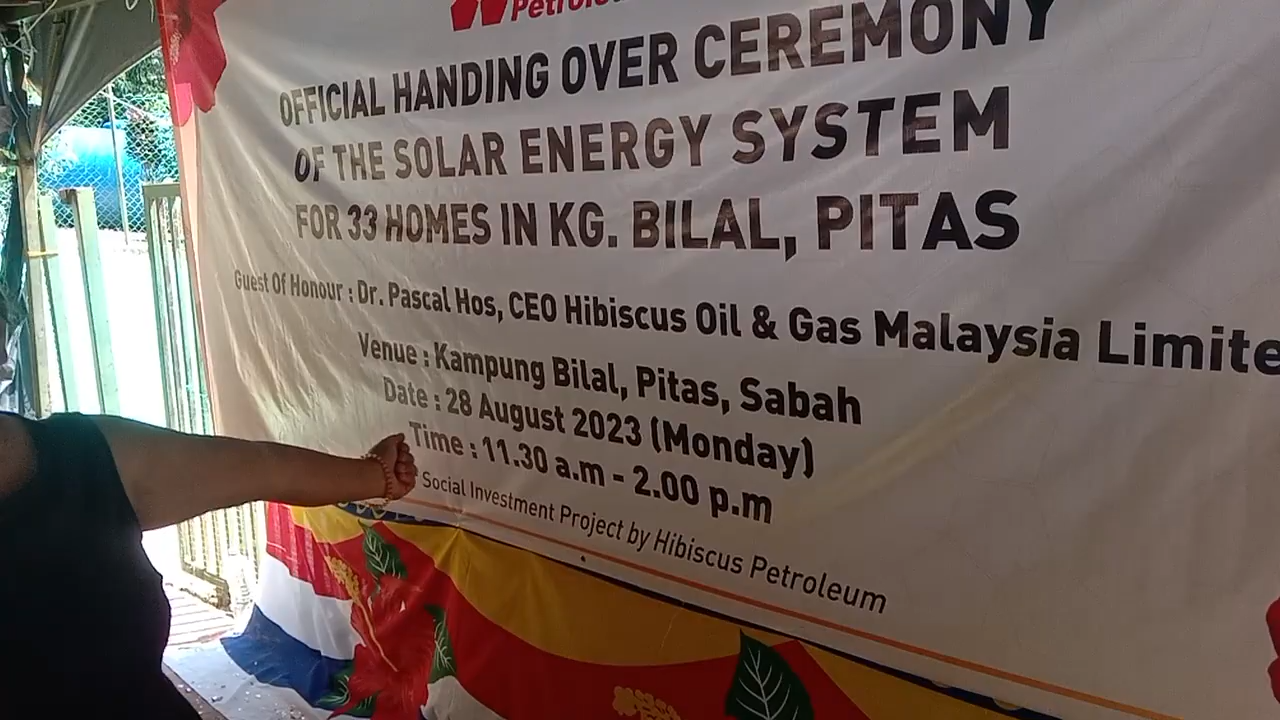 OFFICIAL HANDING OVER CEREMONY
OF THE SOLAR ENERGY SYSTEM
FOR 33 HOMES IN KG. BILAL, PITAS
Guest Of Honour : Dr. Pascal Hos, CEO Hibiscus Oil & Gas Malaysia Limite
Venue : Kampung Bilal, Pitas, Sabah
Date : 28 August 2023 (Monday)
Time : 11.30 a.m - 2.00 p.m
Social Investment Project by Hibiscus Petroleum